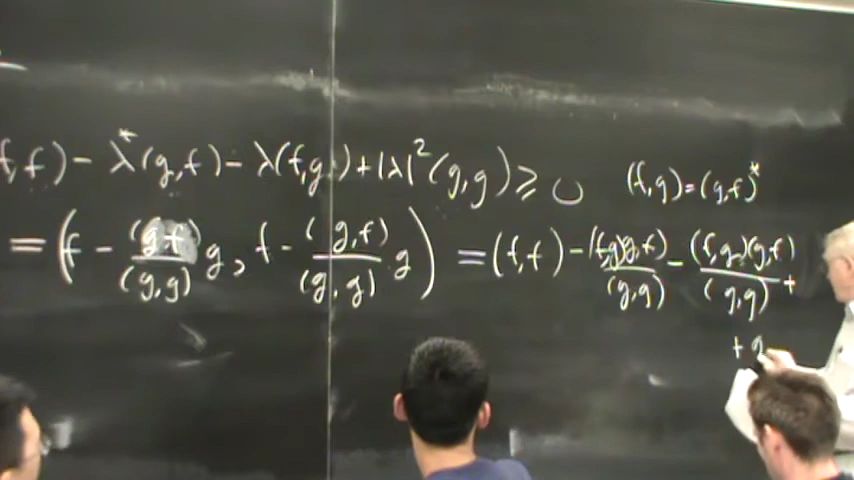 f,f) - λ*(g,f) - λ(f,g) + |λ|²(g,g) ≥ 0 (f,g) = (g,f)*
= (f - (g,f)/(g,g) g, f - (g,f)/(g,g) g) = (f,f) - (f,g)(g,f)/(g,g) - (f,g)(g,f)/(g,g) +
+ g